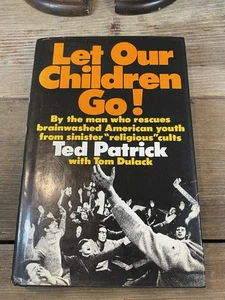 Let Our
Children
Go!
By the man who rescues
brainwashed American youth
from sinister "religious" cults
Ted Patrick
with Tom Dulack